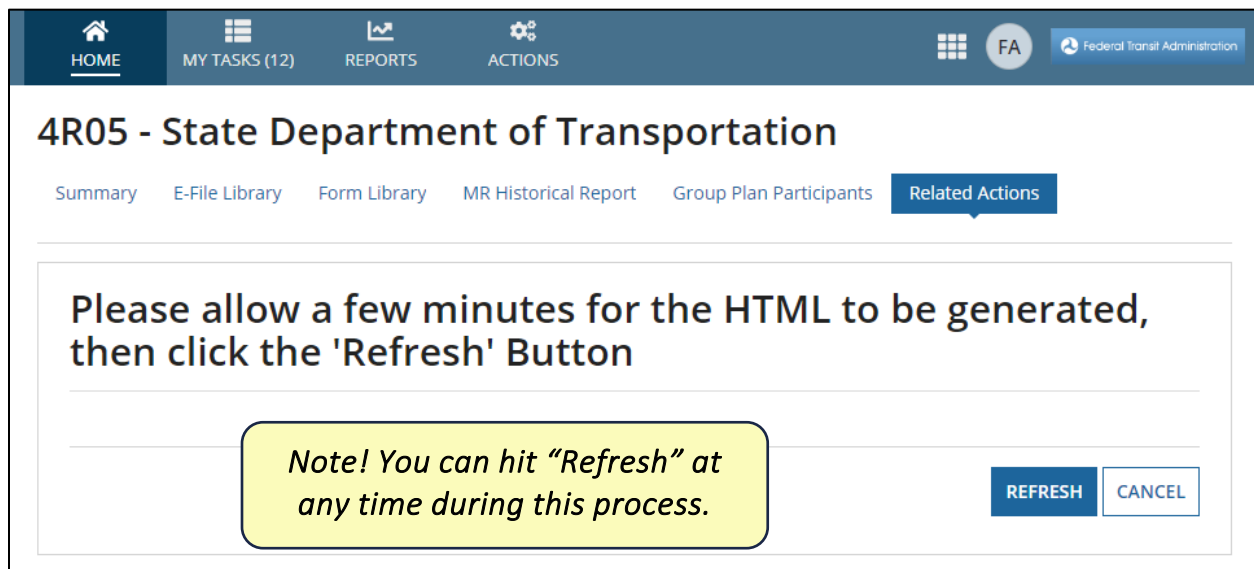 HOME MY TASKS (12) REPORTS ACTIONS FA Federal Transit Administration
4R05 - State Department of Transportation
Summary E-File Library Form Library MR Historical Report Group Plan Participants Related Actions
Please allow a few minutes for the HTML to be generated,
then click the 'Refresh' Button
Note! You can hit “Refresh” at
any time during this process.
REFRESH CANCEL